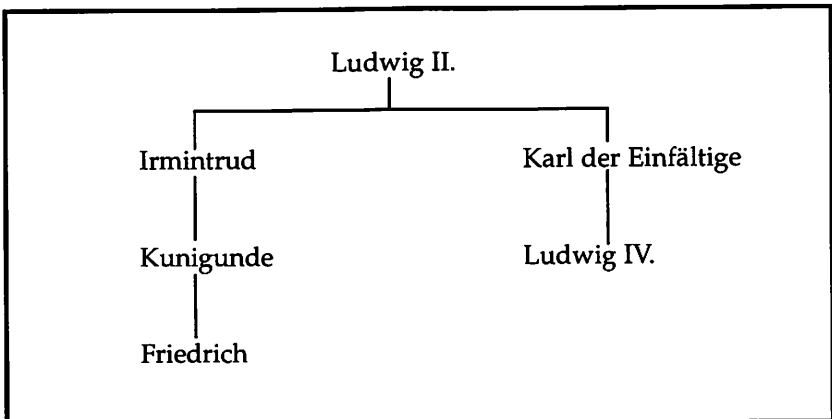 Ludwig II.
Irmintrud Karl der Einfältige
Kunigunde Ludwig IV.
Friedrich